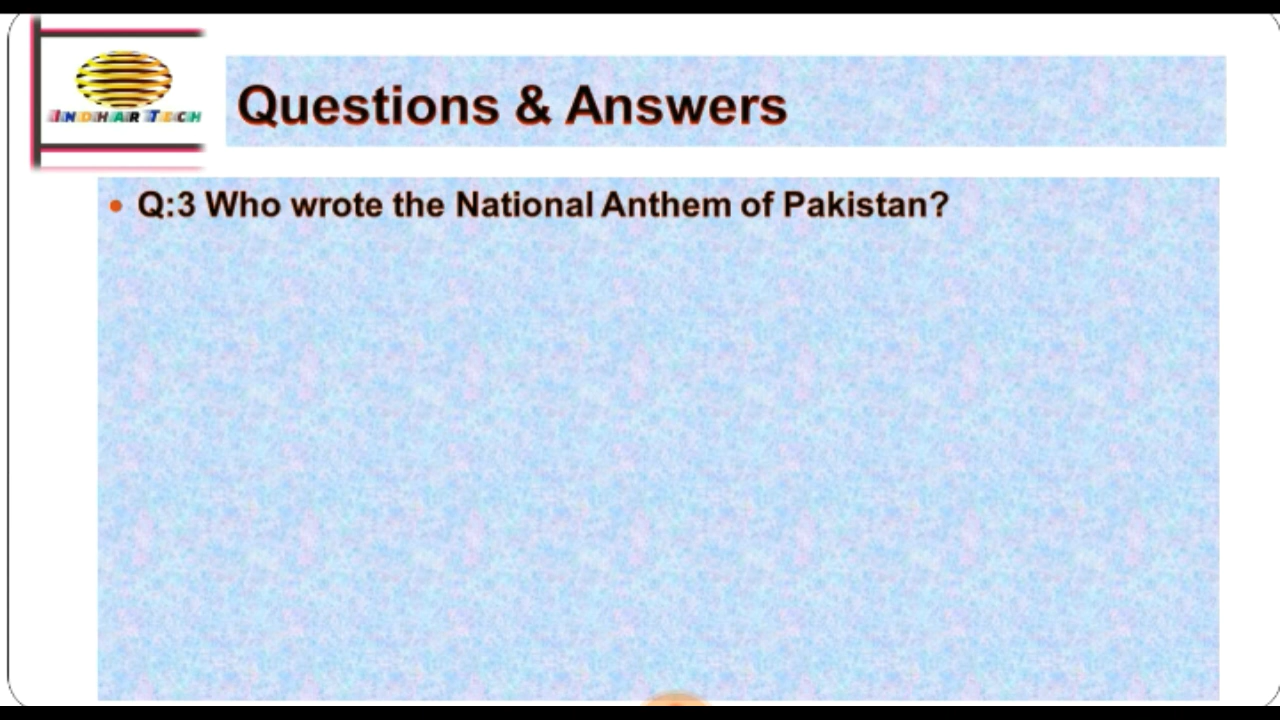 INDHAR TECH
Questions & Answers
• Q:3 Who wrote the National Anthem of Pakistan?